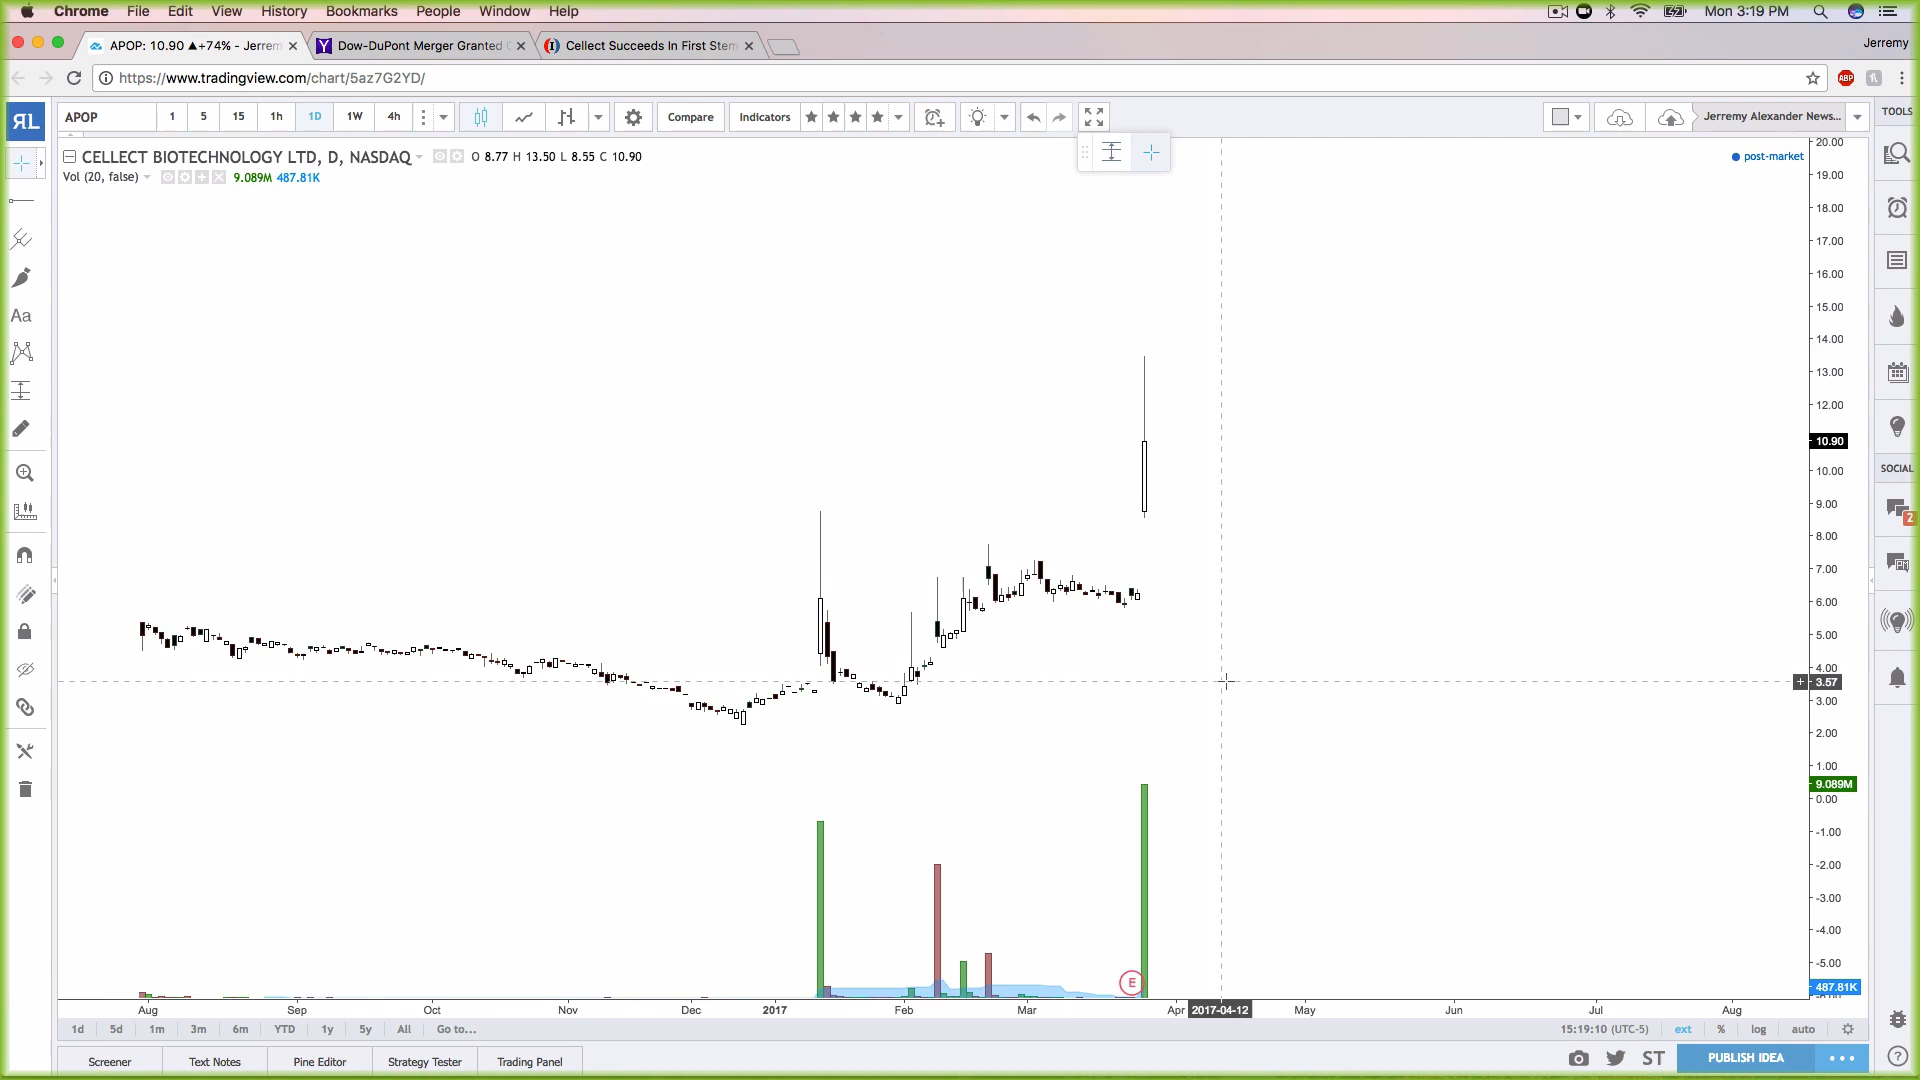 Chrome File Edit View History Bookmarks People Window Help Mon 3:19 PM
APOP: 10.90 ▲+74% - Jerrem Dow-DuPont Merger Granted Cellect Succeeds In First Stem Jerremy
https://www.tradingview.com/chart/5az7G2YD/ ABP
ЯL APOP 1 5 15 1h 1D 1W 4h Compare Indicators Jerremy Alexander News... TOOLS
CELLECT BIOTECHNOLOGY LTD, D, NASDAQ O 8.77 H 13.50 L 8.55 C 10.90 post-market
Vol (20, false) 9.089M 487.81K
20.00
19.00
18.00
17.00
16.00
15.00
14.00
13.00
12.00
10.90
10.00
SOCIAL
9.00
2
8.00
7.00
6.00
5.00
4.00
3.57
3.00
2.00
1.00
9.089M
0.00
-1.00
-2.00
-3.00
-4.00
-5.00
E
487.81K
Aa
Aug Sep Oct Nov Dec 2017 Feb Mar Apr 2017-04-12 May Jun Jul Aug
1d 5d 1m 3m 6m YTD 1y 5y All Go to... 15:19:10 (UTC-5) ext % log auto
Screener Text Notes Pine Editor Strategy Tester Trading Panel ST PUBLISH IDEA